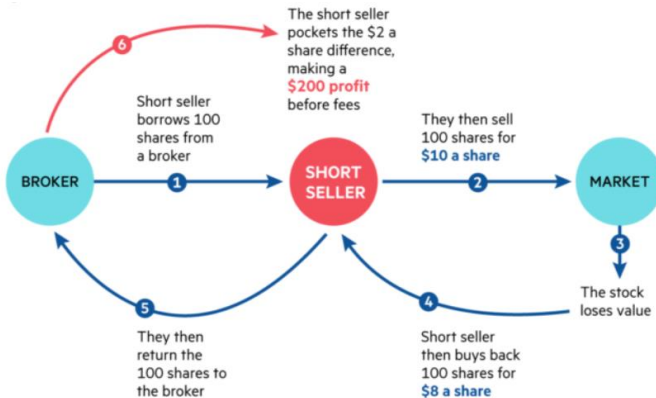 6
The short seller
pockets the $2 a
share difference,
making a
$200 profit
before fees
Short seller
borrows 100
shares from
a broker
They then sell
100 shares for
$10 a share
BROKER
1
SHORT
SELLER
2
MARKET
3
The stock
loses value
4
Short seller
then buys back
100 shares for
$8 a share
5
They then
return the
100 shares to
the broker